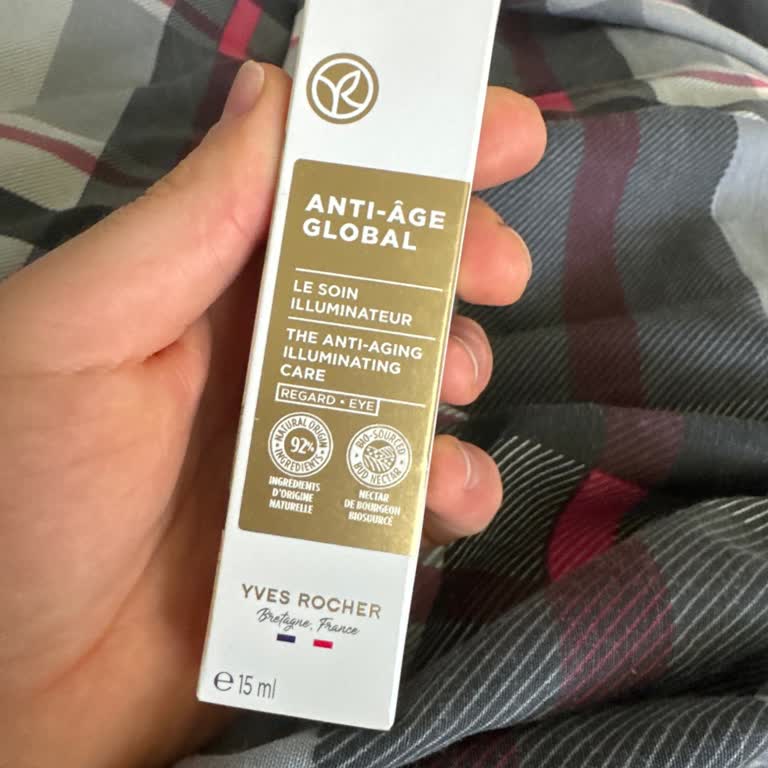 ANTI-ÂGE
GLOBAL
LE SOIN
ILLUMINATEUR
THE ANTI-AGING
ILLUMINATING
CARE
REGARD • EYE
NATURAL ORIGIN
92%
INGREDIENTS
INGRÉDIENTS
D'ORIGINE
NATURELLE
BIO-SOURCED
BUD NECTAR
NECTAR
DE BOURGEON
BIOSOURCÉ
YVES ROCHER
Bretagne, France
℮ 15 ml